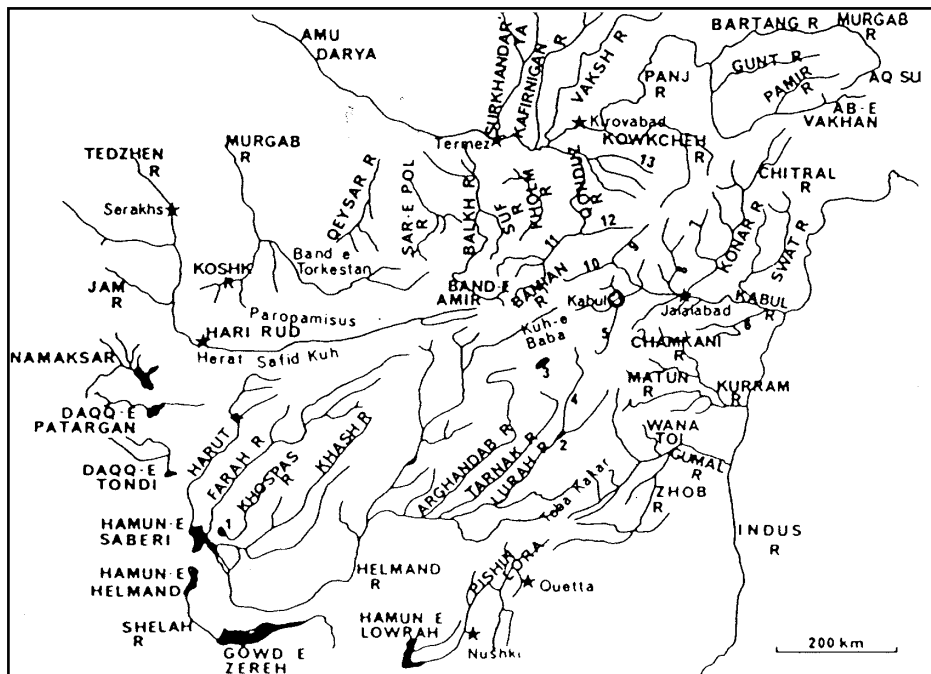 AMU
DARYA
SURKHANDAR-
YA
KAFIRNIGAN
R
VAKSH R
PANJ
R
BARTANG R
MURGAB
R
GUNT R
PAMIR
R
AQ SU
AB-E
VAKHAN
Kirovabad
Termez
KOWKCHEH
R
13
TEDZHEN
R
MURGAB
R
Serakhs
QEYSAR R
SAR-E POL
R
BALKH R
SUF
R
KHOLM
R
QONDUZ
R
12
CHITRAL
R
KONAR R
SWAT R
7
8
9
10
11
Band e
Torkestan
KOSHK
R
JAM
R
BAND-E
AMIR
BAMIAN
R
Kabul
Jalalabad
KABUL
R
Paropamisus
HARI RUD
Herat
Safid Kuh
Kuh-e
Baba
5
6
CHAMKANI
R
NAMAKSAR
3
4
MATUN
R
KURRAM
R
DAQQ-E
PATARGAN
HARUT
FARAH R
KHOSPAS
R
KHASH R
ARGHANDAB R
TARNAK R
LURAH R
2
WANA
TOI
GUMAL
R
DAQQ-E
TONDI
Toba Kakar
ZHOB
R
HAMUN-E
SABERI
1
INDUS
R
HAMUN-E
HELMAND
HELMAND
R
PISHIN
LORA
Quetta
SHELAH
R
GOWD E
ZEREH
HAMUN E
LOWRAH
Nushki
200 km